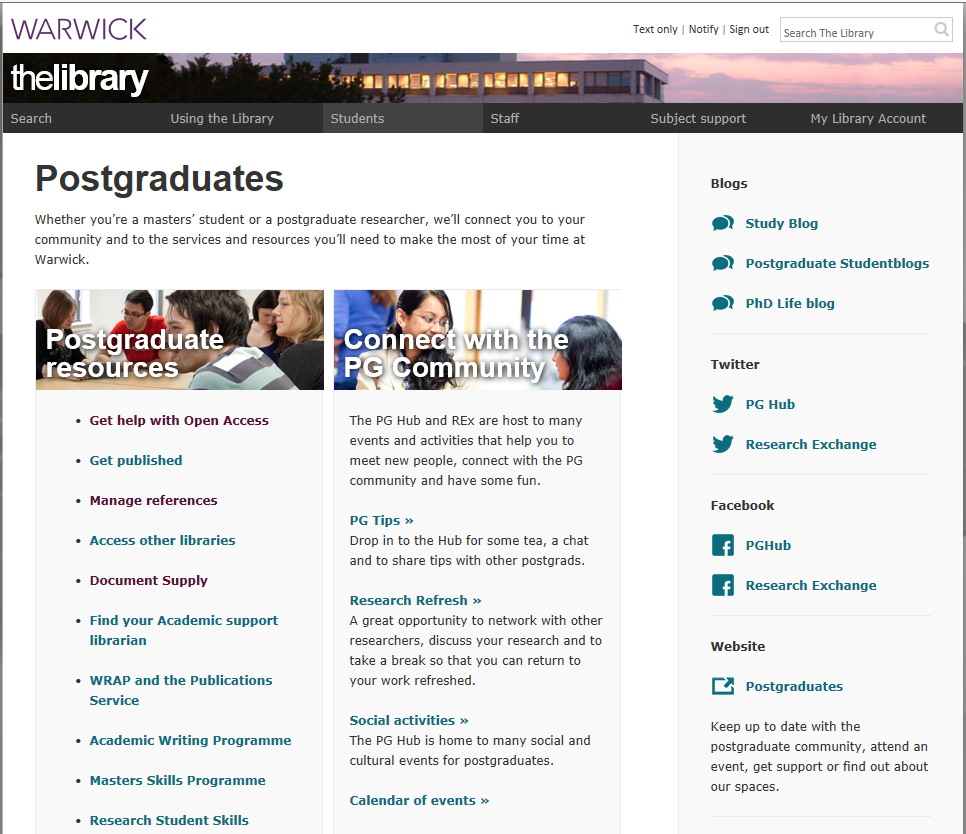 WARWICK
Text only | Notify | Sign out
Search The Library
thelibrary
Search
Using the Library
Students
Staff
Subject support
My Library Account
Postgraduates
Whether you’re a masters’ student or a postgraduate researcher, we’ll connect you to your
community and to the services and resources you’ll need to make the most of your time at
Warwick.
Postgraduate
resources
• Get help with Open Access
• Get published
• Manage references
• Access other libraries
• Document Supply
• Find your Academic support
librarian
• WRAP and the Publications
Service
• Academic Writing Programme
• Masters Skills Programme
• Research Student Skills
Connect with the
PG Community
The PG Hub and REx are host to many
events and activities that help you to
meet new people, connect with the PG
community and have some fun.
PG Tips »
Drop in to the Hub for some tea, a chat
and to share tips with other postgrads.
Research Refresh »
A great opportunity to network with other
researchers, discuss your research and to
take a break so that you can return to
your work refreshed.
Social activities »
The PG Hub is home to many social and
cultural events for postgraduates.
Calendar of events »
Blogs
Study Blog
Postgraduate Studentblogs
PhD Life blog
Twitter
PG Hub
Research Exchange
Facebook
PGHub
Research Exchange
Website
Postgraduates
Keep up to date with the
postgraduate community, attend an
event, get support or find out about
our spaces.